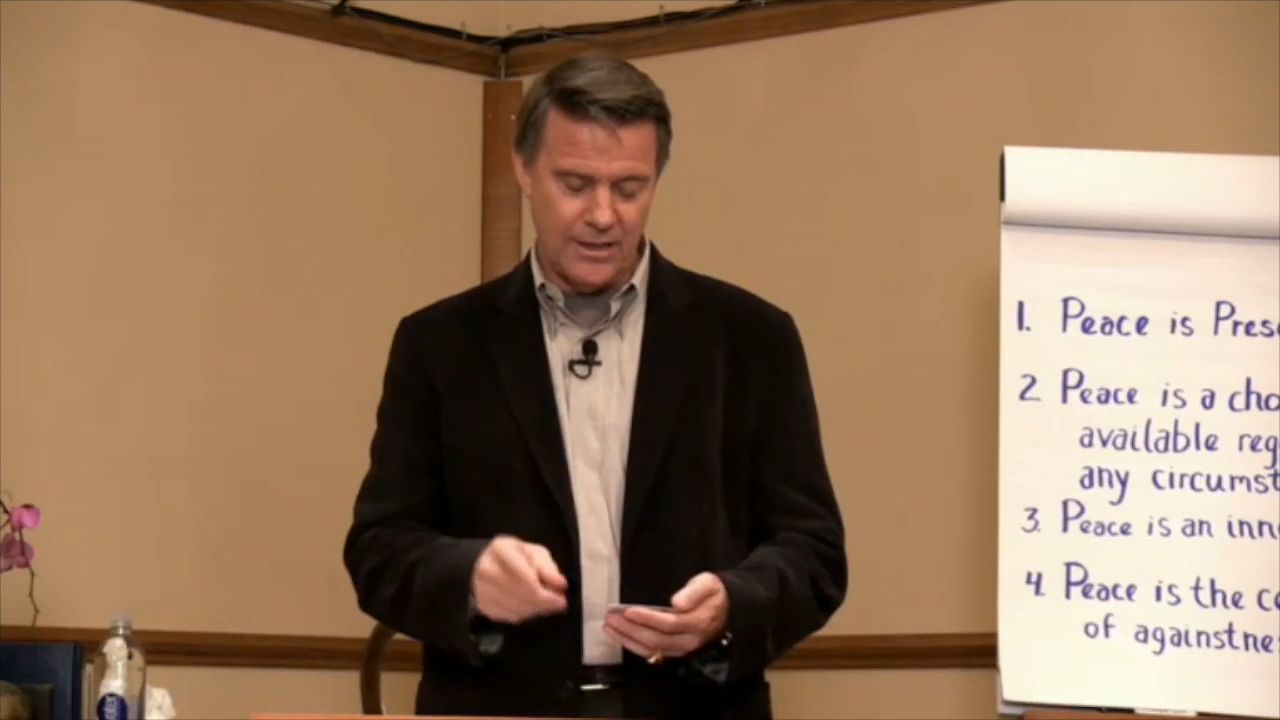 1. Peace is Pres
2 Peace is a cho
available reg
any circumst
3. Peace is an inn
4. Peace is the c
of againstne